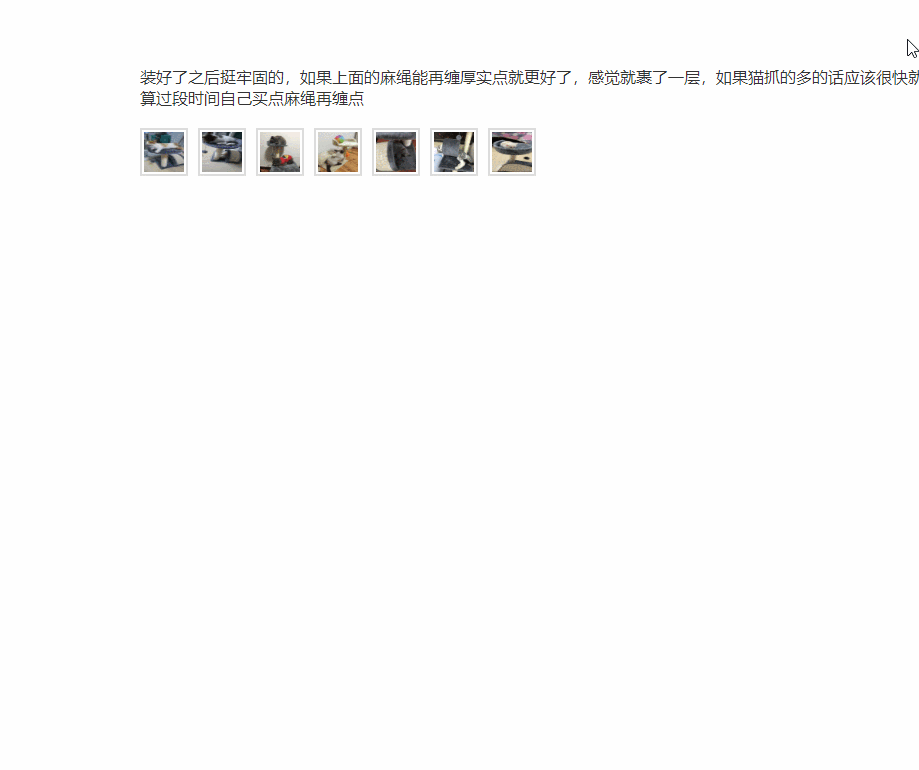 装好了之后挺牢固的，如果上面的麻绳能再缠厚实点就更好了，感觉就裹了一层，如果猫抓的多的话应该很快就
算过段时间自己买点麻绳再缠点